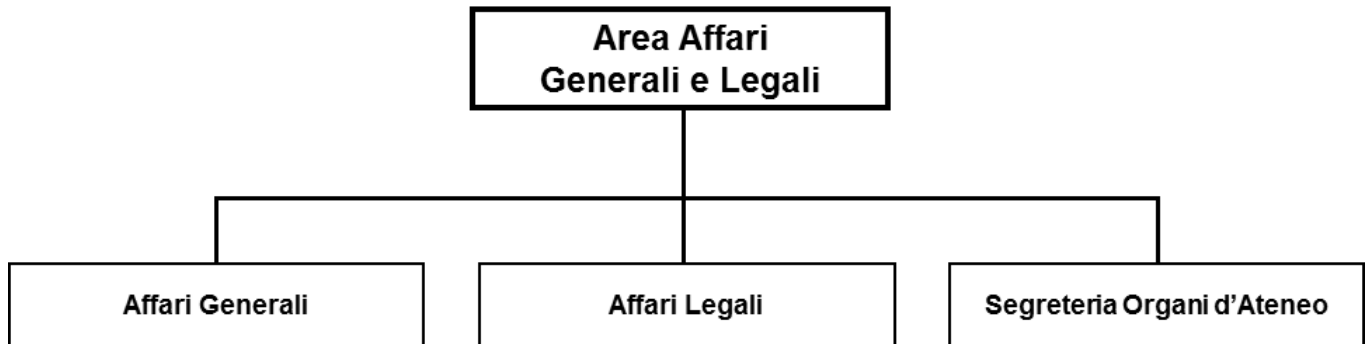 Area Affari
Generali e Legali
Affari Generali
Affari Legali
Segreteria Organi d’Ateneo